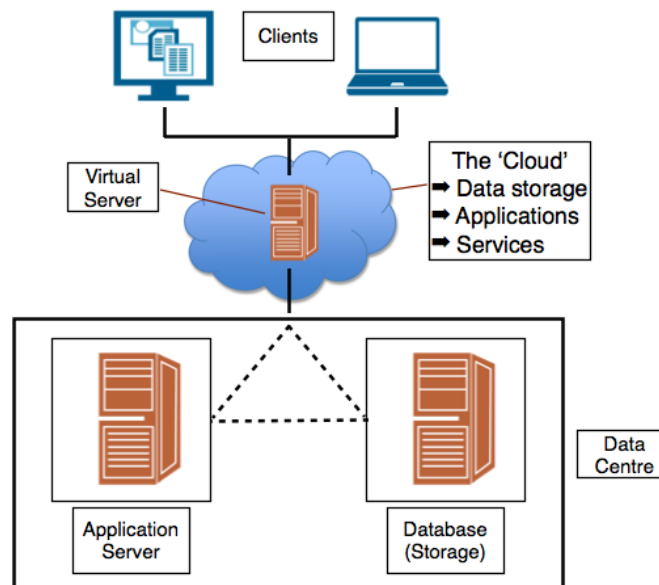 Clients
Virtual
Server
The ‘Cloud’
➡ Data storage
➡ Applications
➡ Services
Application
Server
Database
(Storage)
Data
Centre